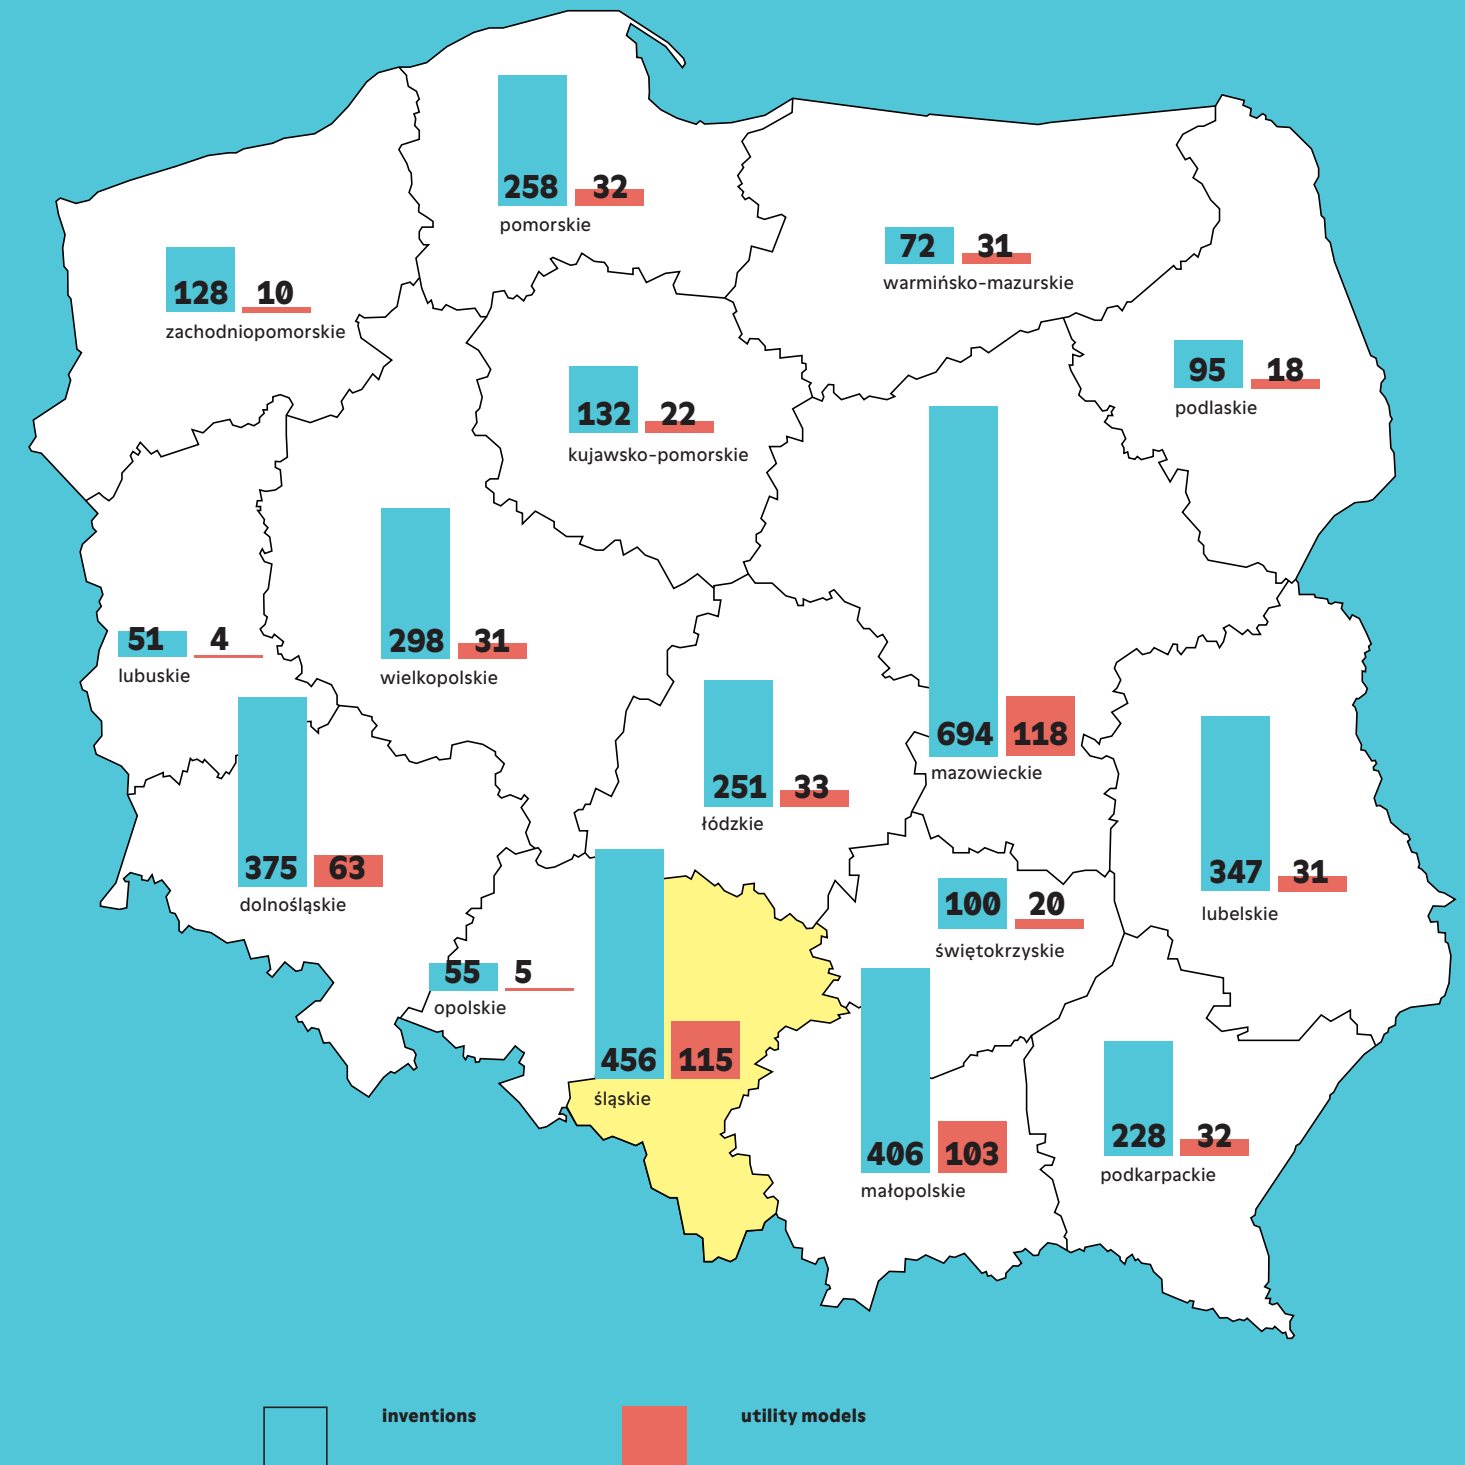 258 32
pomorskie
72 31
warmińsko-mazurskie
128 10
zachodniopomorskie
95 18
podlaskie
132 22
kujawsko-pomorskie
51 4
lubuskie
298 31
wielkopolskie
694 118
mazowieckie
251 33
łódzkie
375 63
dolnośląskie
347 31
lubelskie
100 20
świętokrzyskie
55 5
opolskie
456 115
śląskie
406 103
małopolskie
228 32
podkarpackie
inventions
utility models